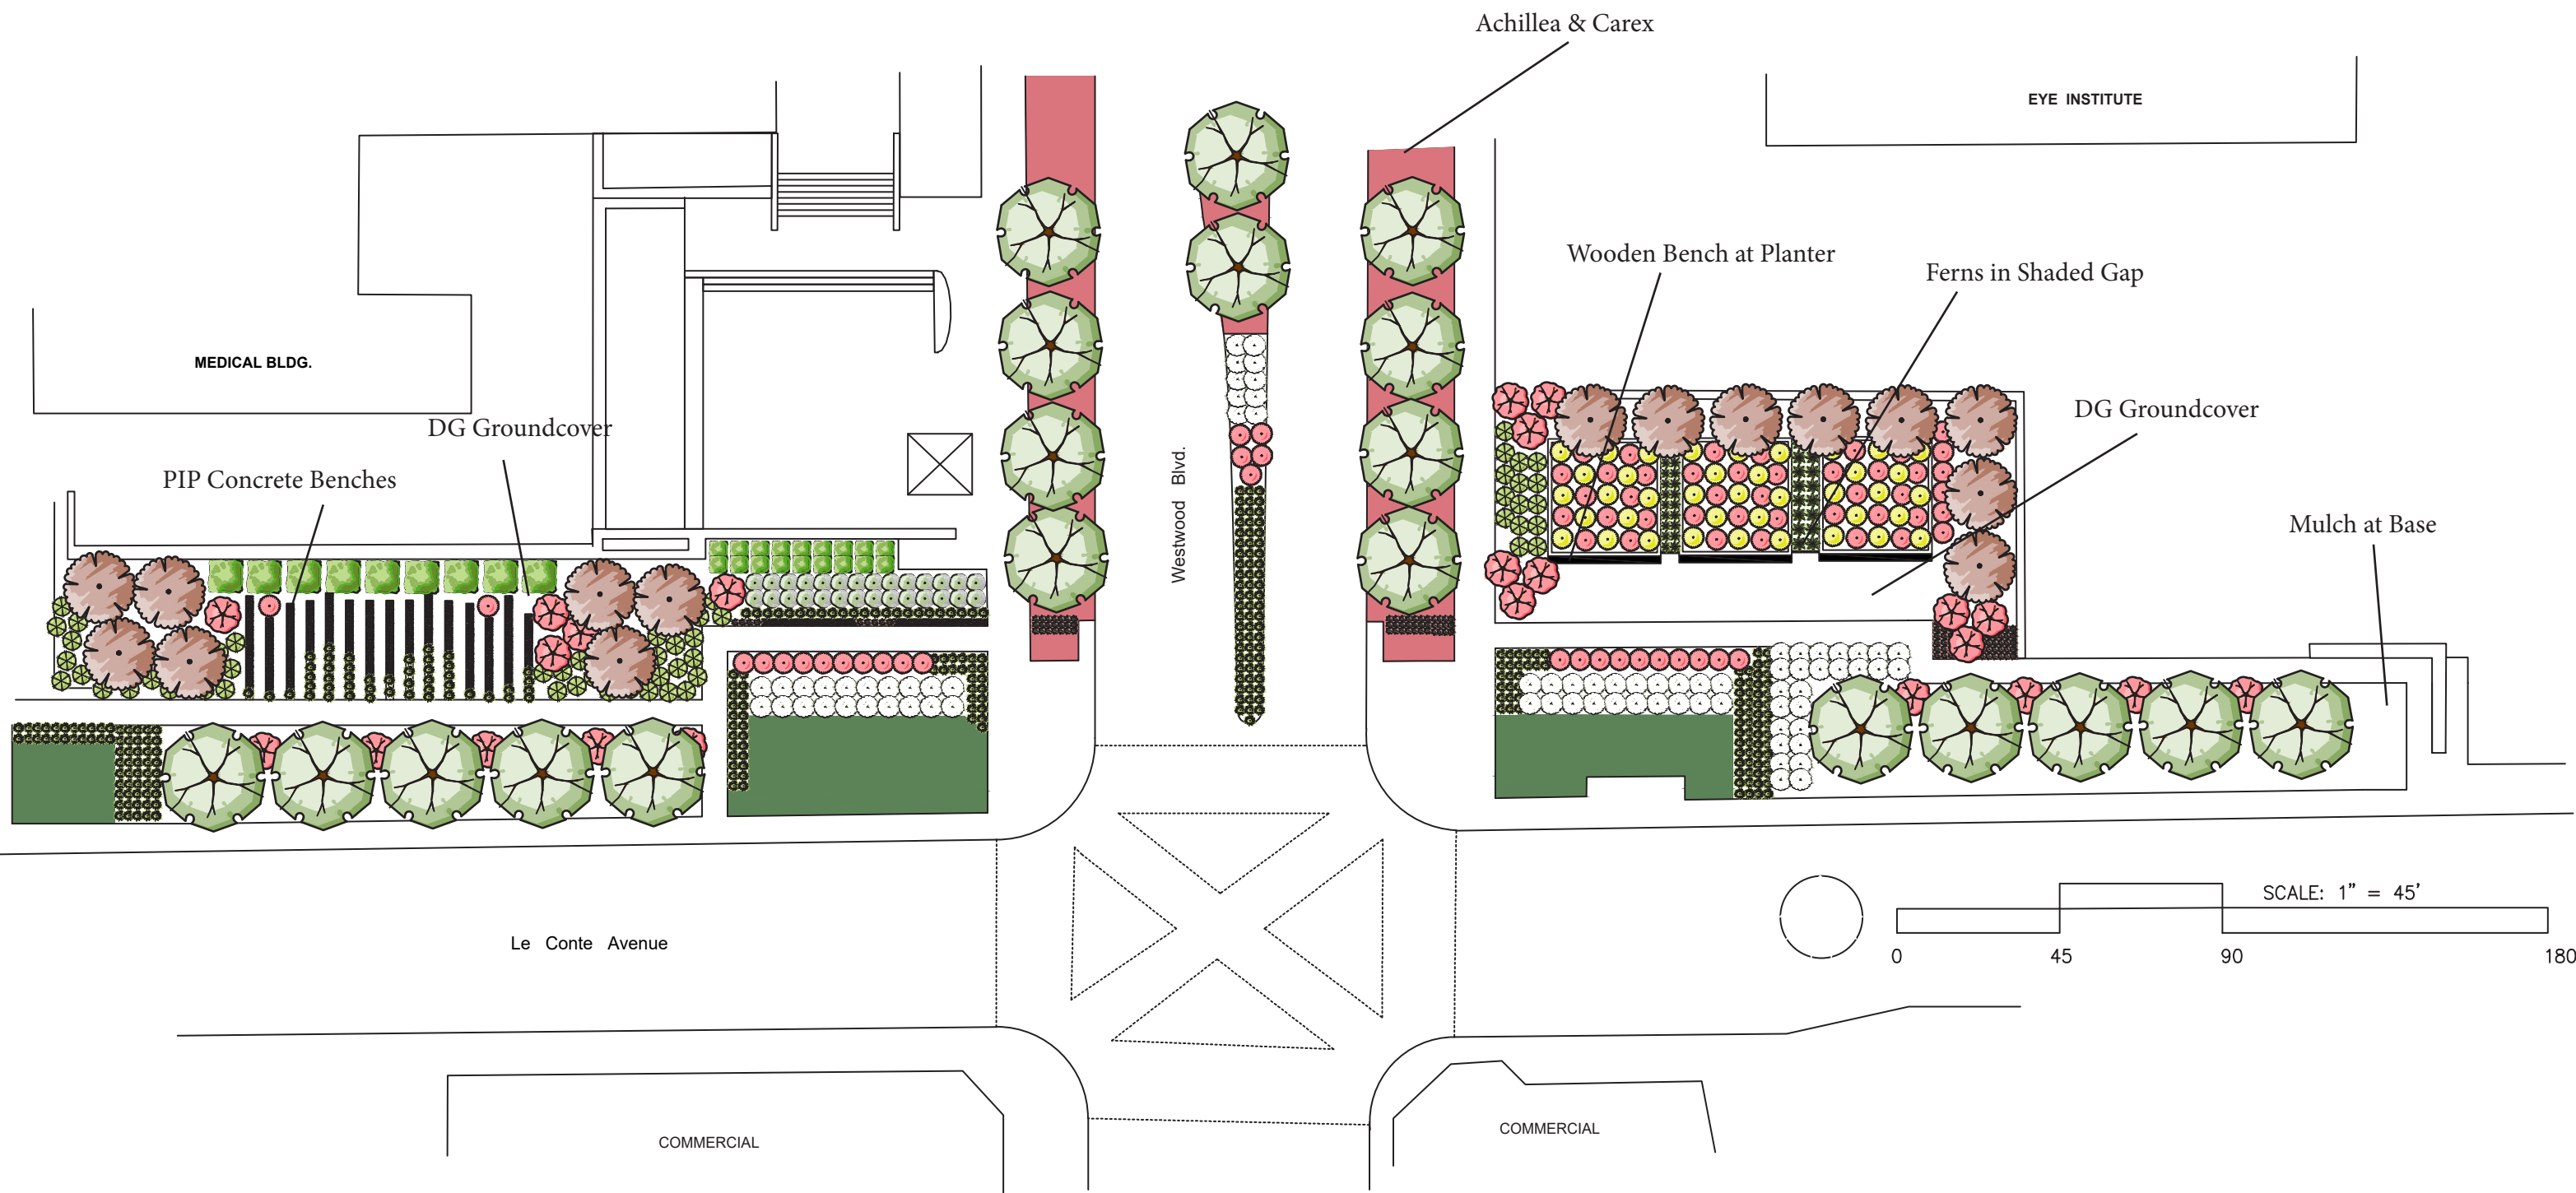 Achillea & Carex
EYE INSTITUTE
Wooden Bench at Planter
Ferns in Shaded Gap
MEDICAL BLDG.
DG Groundcover
DG Groundcover
PIP Concrete Benches
Westwood Blvd.
Mulch at Base
SCALE: 1" = 45'
Le Conte Avenue
0 45 90 180
COMMERCIAL
COMMERCIAL